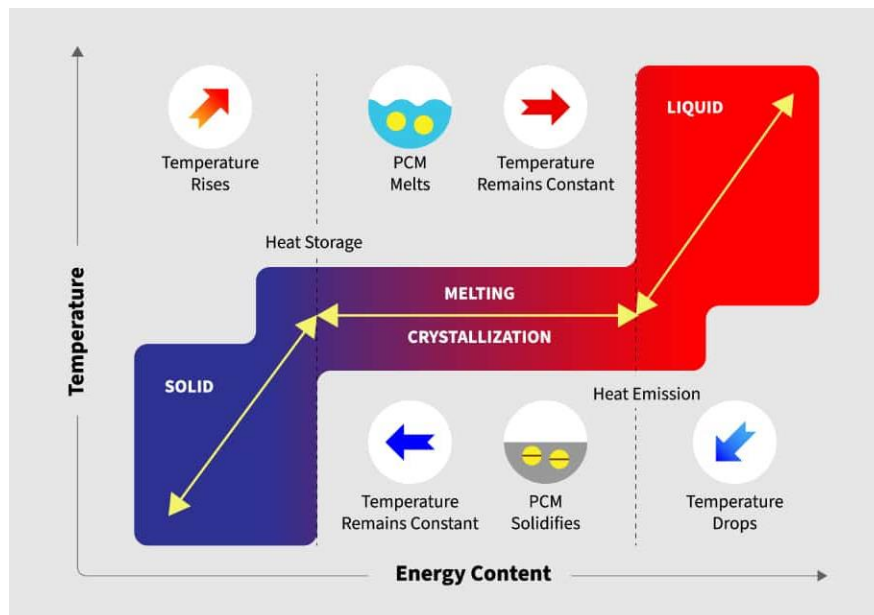 Temperature
Rises
PCM
Melts
Temperature
Remains Constant
LIQUID
Heat Storage
MELTING
CRYSTALLIZATION
SOLID
Heat Emission
Temperature
Remains Constant
PCM
Solidifies
Temperature
Drops
Temperature
Energy Content